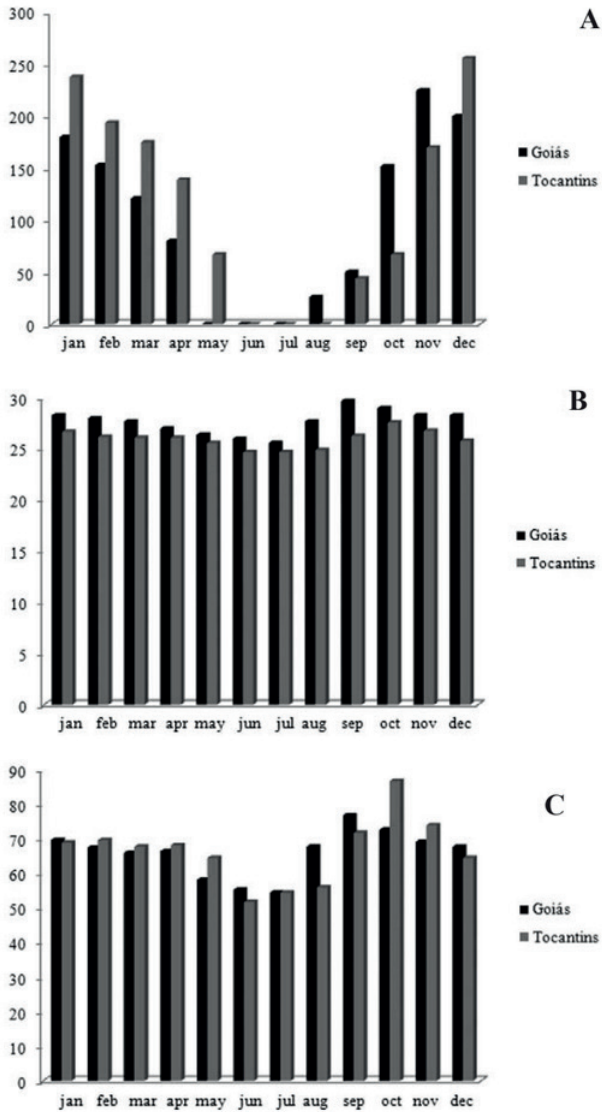 A
300
250
200
150
100
50
0
jan feb mar apr may jun jul aug sep oct nov dec
Goiás
Tocantins
B
30
25
20
15
10
5
0
jan feb mar apr may jun jul aug sep oct nov dec
Goiás
Tocantins
C
90
80
70
60
50
40
30
20
10
0
jan feb mar apr may jun jul aug sep oct nov dec
Goiás
Tocantins